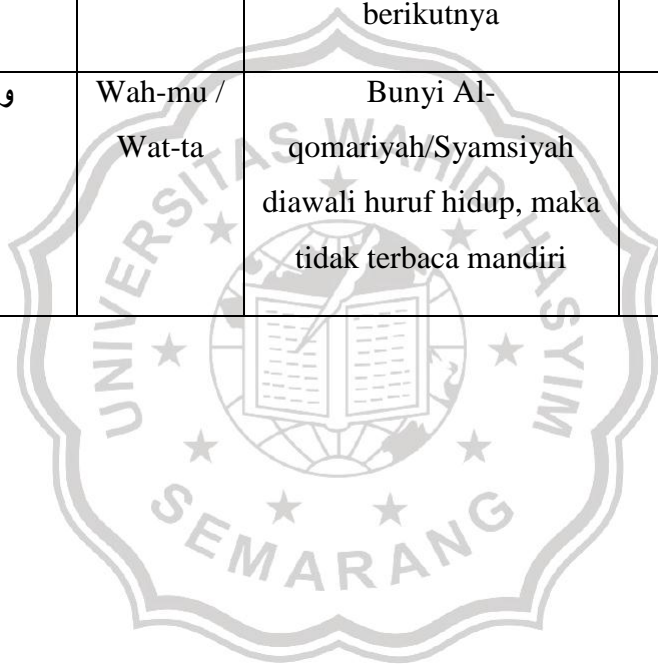 berikutnya
و
Wah-mu /
Wat-ta
Bunyi Al-
qomariyah/Syamsiyah
diawali huruf hidup, maka
tidak terbaca mandiri
UNIVERSITAS WAHID HASYIM
SEMARANG